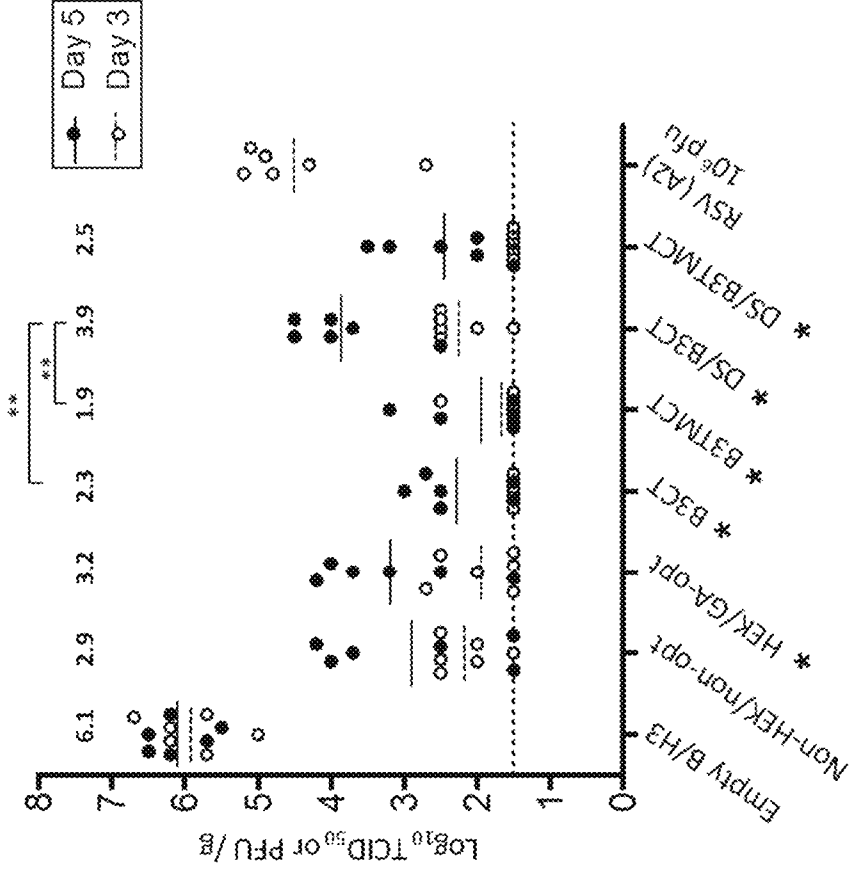 Day 5
Day 3
**
**
6.1 2.9 3.2 2.3 1.9 3.9 2.5
Log10 TCID50 or PFU/g
8
7
6
5
4
3
2
1
0
Empty B/H3
Non-HEK/non-opt
* HEK/GA-opt
* B3CT
* B3TMCT
* DS/B3CT
* DS/B3TMCT
RSV (A2)
10⁶ pfu